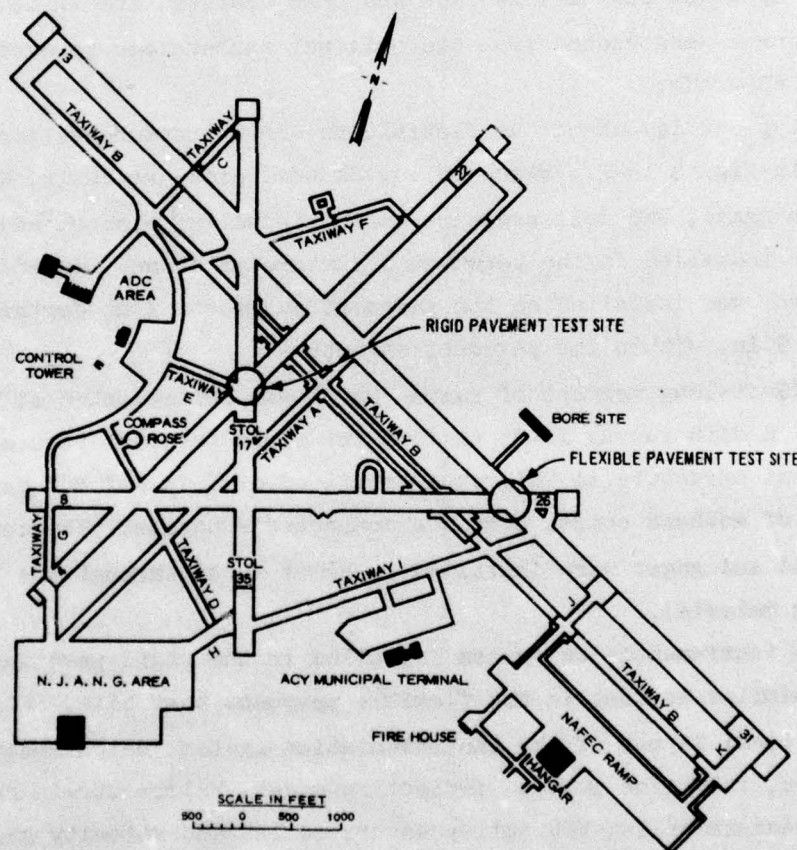 13
TAXIWAY B
TAXIWAY
C
N
22
TAXIWAY F
ADC
AREA
RIGID PAVEMENT TEST SITE
CONTROL
TOWER
TAXIWAY
E
COMPASS
ROSE
STOL
17
TAXIWAY A
TAXIWAY B
BORE SITE
FLEXIBLE PAVEMENT TEST SITE
8
26
TAXIWAY
G
TAXIWAY D
STOL
35
TAXIWAY
H
N. J. A. N. G. AREA
ACY MUNICIPAL TERMINAL
J
TAXIWAY B
K
31
FIRE HOUSE
NAFEC RAMP
HANGAR
SCALE IN FEET
500 0 500 1000